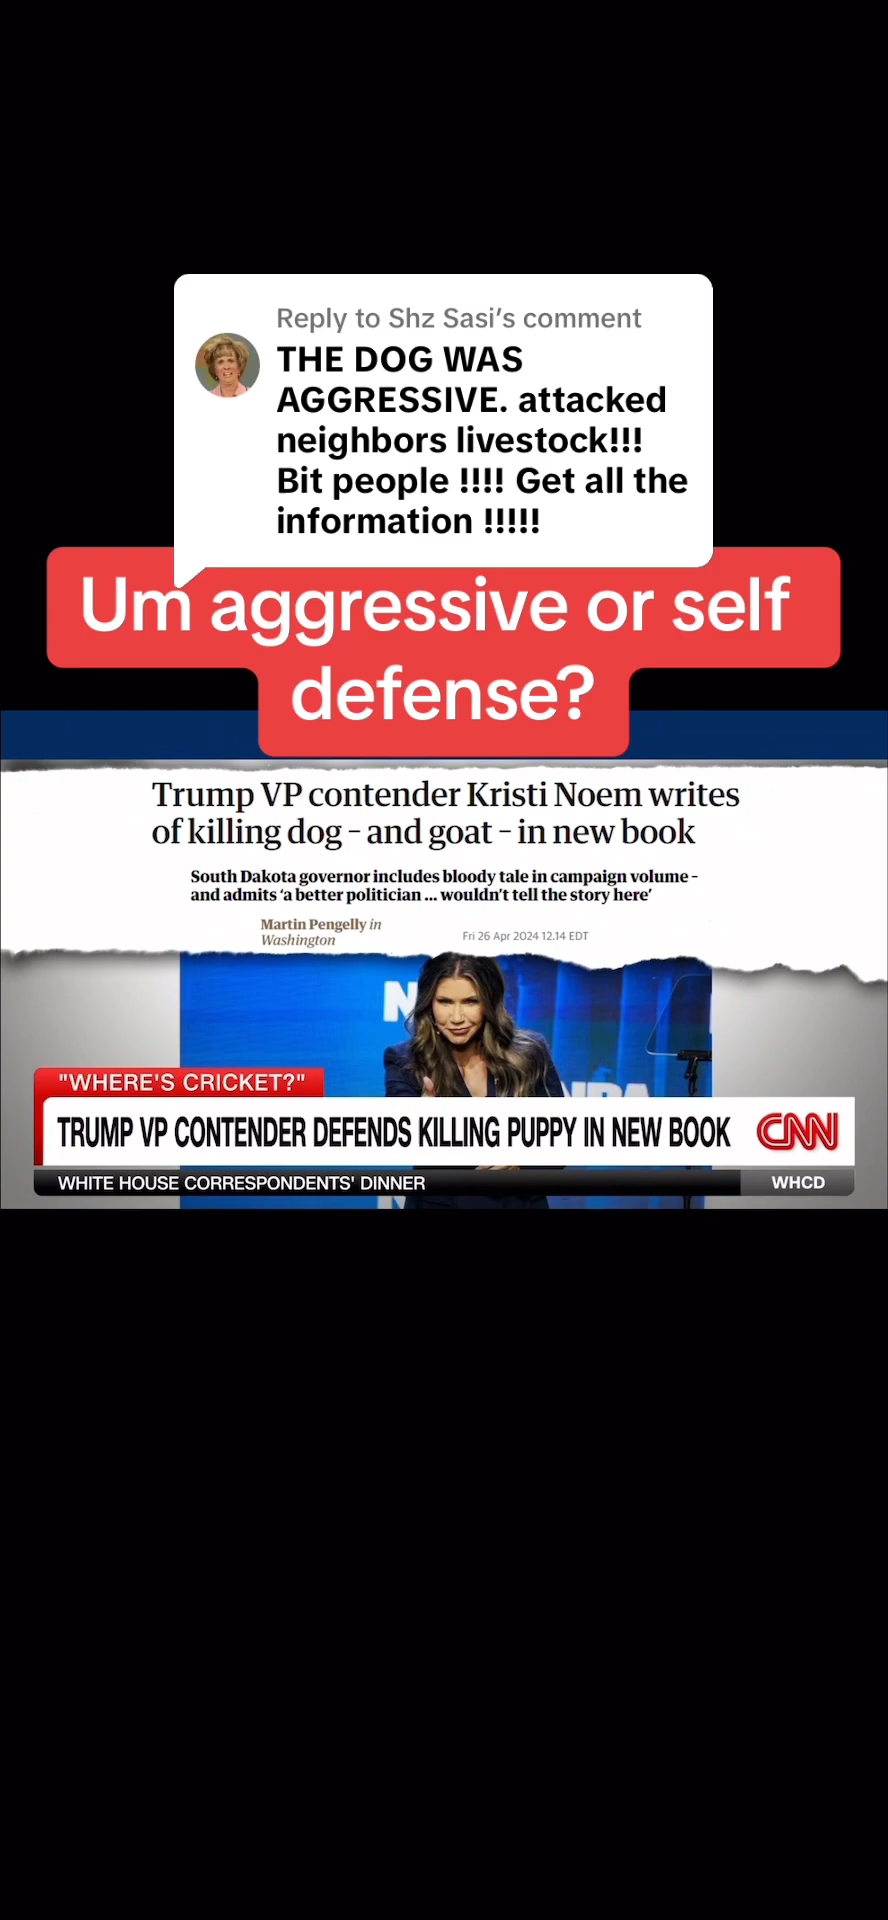 Reply to Shz Sasi's comment
THE DOG WAS
AGGRESSIVE. attacked
neighbors livestock!!!
Bit people !!!! Get all the
information !!!!!
Um aggressive or self
defense?
Trump VP contender Kristi Noem writes
of killing dog – and goat – in new book
South Dakota governor includes bloody tale in campaign volume –
and admits ‘a better politician ... wouldn’t tell the story here’
Martin Pengelly in
Washington
Fri 26 Apr 2024 12.14 EDT
"WHERE'S CRICKET?"
TRUMP VP CONTENDER DEFENDS KILLING PUPPY IN NEW BOOK
CNN
WHITE HOUSE CORRESPONDENTS' DINNER
WHCD